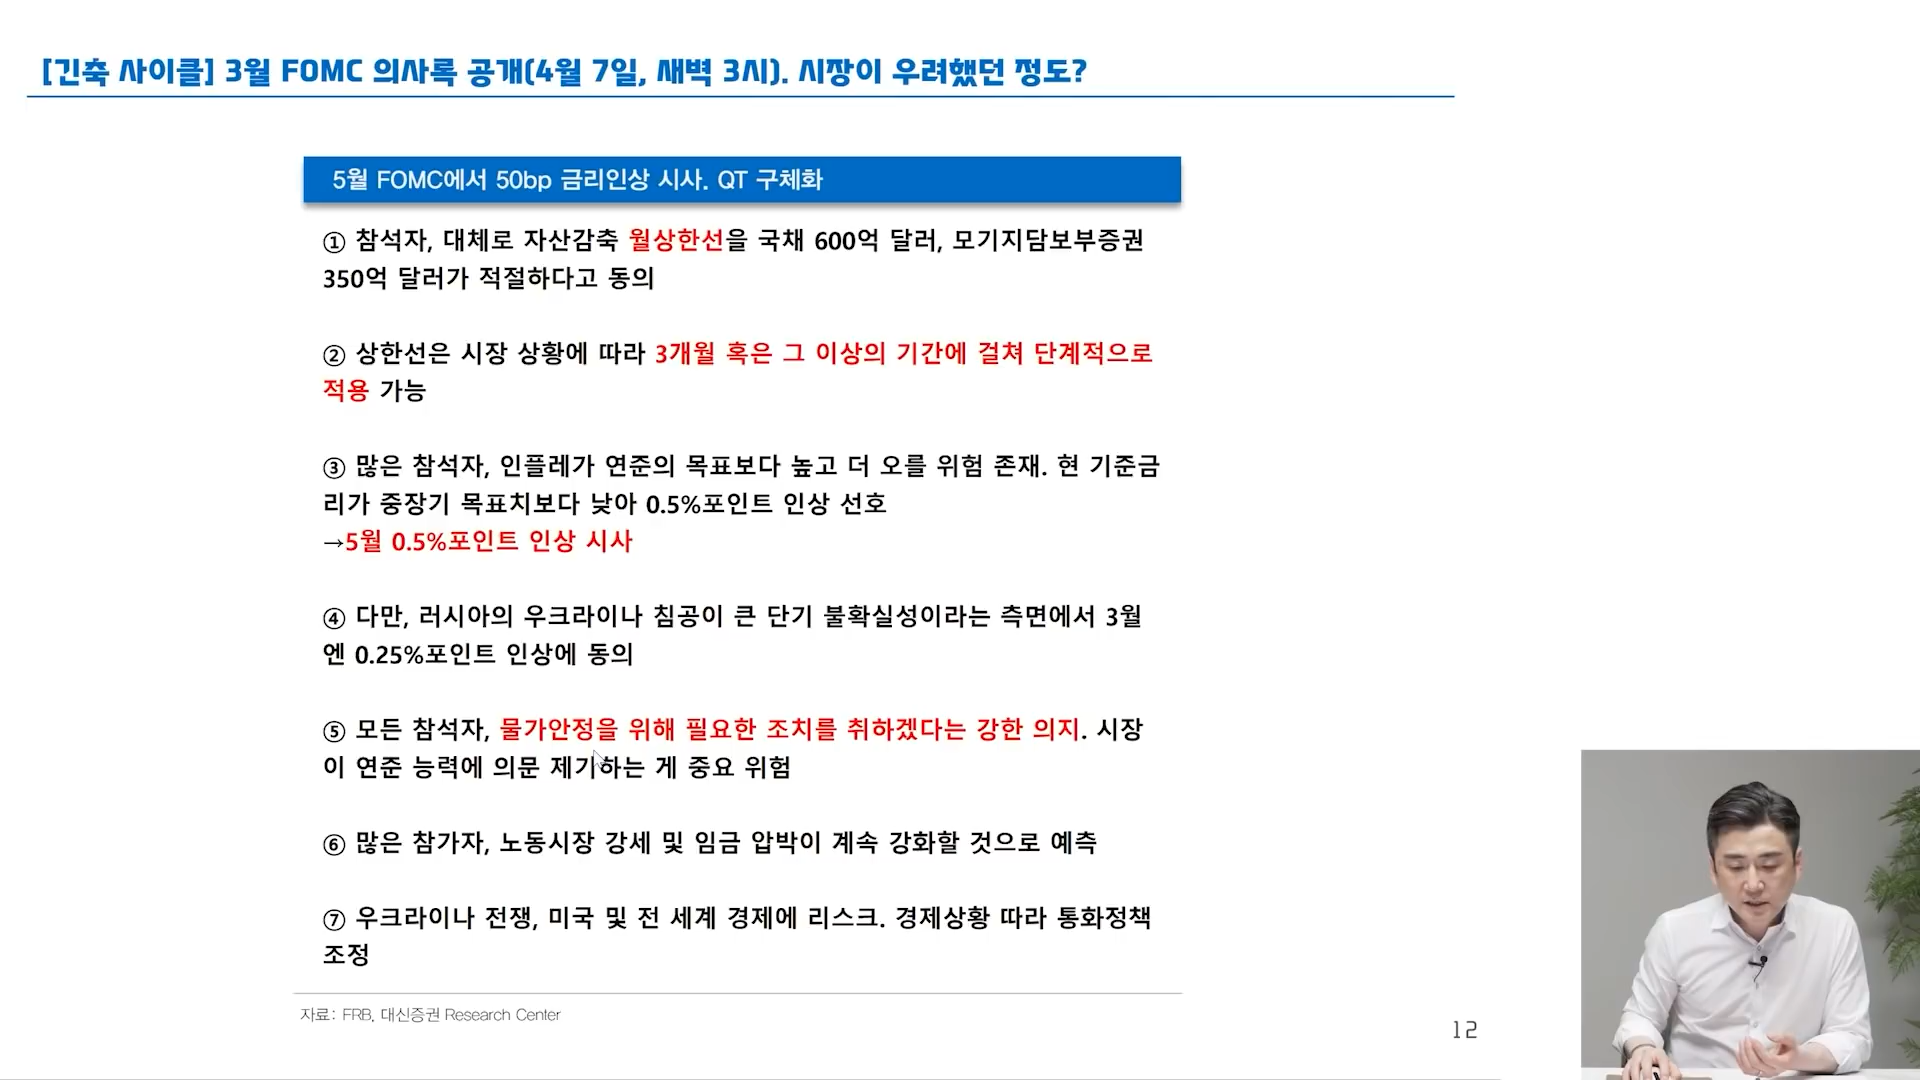 [긴축 사이클] 3월 FOMC 의사록 공개(4월 7일, 새벽 3시). 시장이 우려했던 정도?
5월 FOMC에서 50bp 금리인상 시사. QT 구체화
① 참석자, 대체로 자산감축 월상한선을 국채 600억 달러, 모기지담보부증권
350억 달러가 적절하다고 동의
② 상한선은 시장 상황에 따라 3개월 혹은 그 이상의 기간에 걸쳐 단계적으로
적용 가능
③ 많은 참석자, 인플레가 연준의 목표보다 높고 더 오를 위험 존재. 현 기준금
리가 중장기 목표치보다 낮아 0.5%포인트 인상 선호
→5월 0.5%포인트 인상 시사
④ 다만, 러시아의 우크라이나 침공이 큰 단기 불확실성이라는 측면에서 3월
엔 0.25%포인트 인상에 동의
⑤ 모든 참석자, 물가안정을 위해 필요한 조치를 취하겠다는 강한 의지. 시장
이 연준 능력에 의문 제기하는 게 중요 위험
⑥ 많은 참가자, 노동시장 강세 및 임금 압박이 계속 강화할 것으로 예측
⑦ 우크라이나 전쟁, 미국 및 전 세계 경제에 리스크. 경제상황 따라 통화정책
조정
자료: FRB, 대신증권 Research Center
12